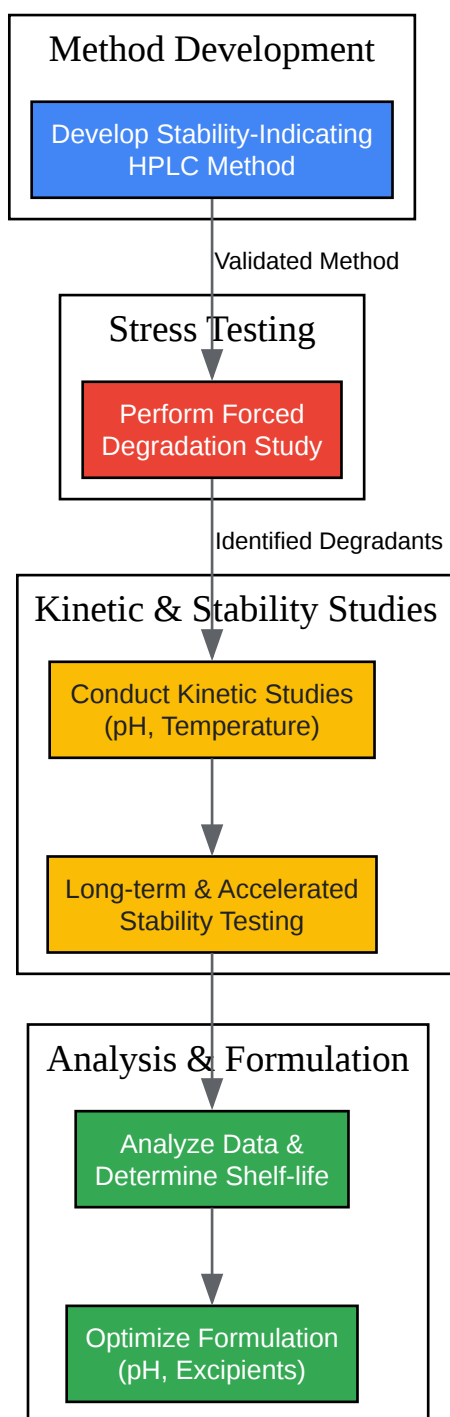 Method Development
Develop Stability-Indicating
HPLC Method
Validated Method
Stress Testing
Perform Forced
Degradation Study
Identified Degradants
Kinetic & Stability Studies
Conduct Kinetic Studies
(pH, Temperature)
Long-term & Accelerated
Stability Testing
Analysis & Formulation
Analyze Data &
Determine Shelf-life
Optimize Formulation
(pH, Excipients)